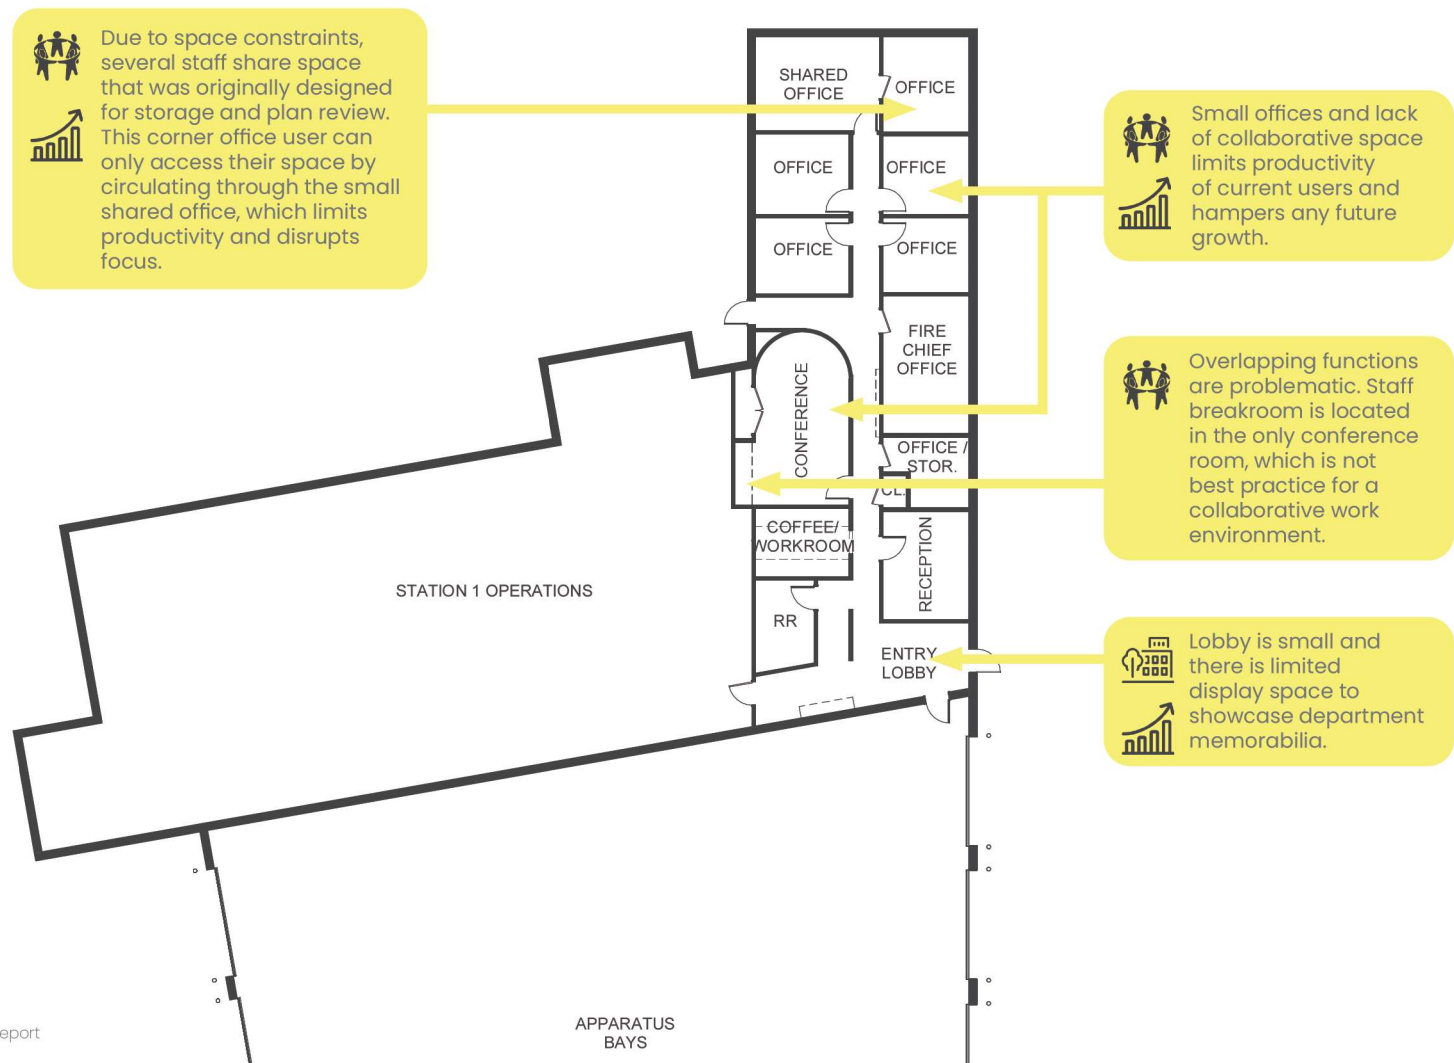 Due to space constraints,
several staff share space
that was originally designed
for storage and plan review.
This corner office user can
only access their space by
circulating through the small
shared office, which limits
productivity and disrupts
focus.
SHARED
OFFICE
OFFICE
OFFICE
OFFICE
OFFICE
OFFICE
FIRE
CHIEF
OFFICE
CONFERENCE
OFFICE /
STOR.
CL.
COFFEE/
WORKROOM
RECEPTION
RR
ENTRY
LOBBY
STATION 1 OPERATIONS
APPARATUS
BAYS
Small offices and lack
of collaborative space
limits productivity
of current users and
hampers any future
growth.
Overlapping functions
are problematic. Staff
breakroom is located
in the only conference
room, which is not
best practice for a
collaborative work
environment.
Lobby is small and
there is limited
display space to
showcase department
memorabilia.
eport